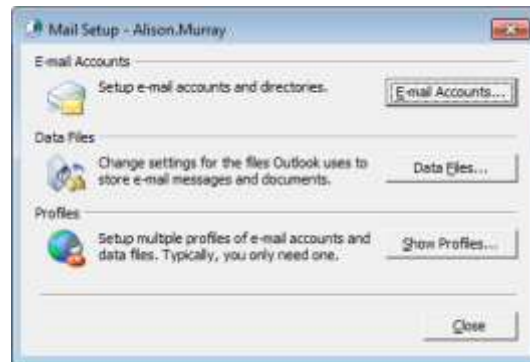 Mail Setup - Alison.Murray
E-mail Accounts
Setup e-mail accounts and directories.
E-mail Accounts...
Data Files
Change settings for the files Outlook uses to
store e-mail messages and documents.
Data Files...
Profiles
Setup multiple profiles of e-mail accounts and
data files. Typically, you only need one.
Show Profiles...
Close